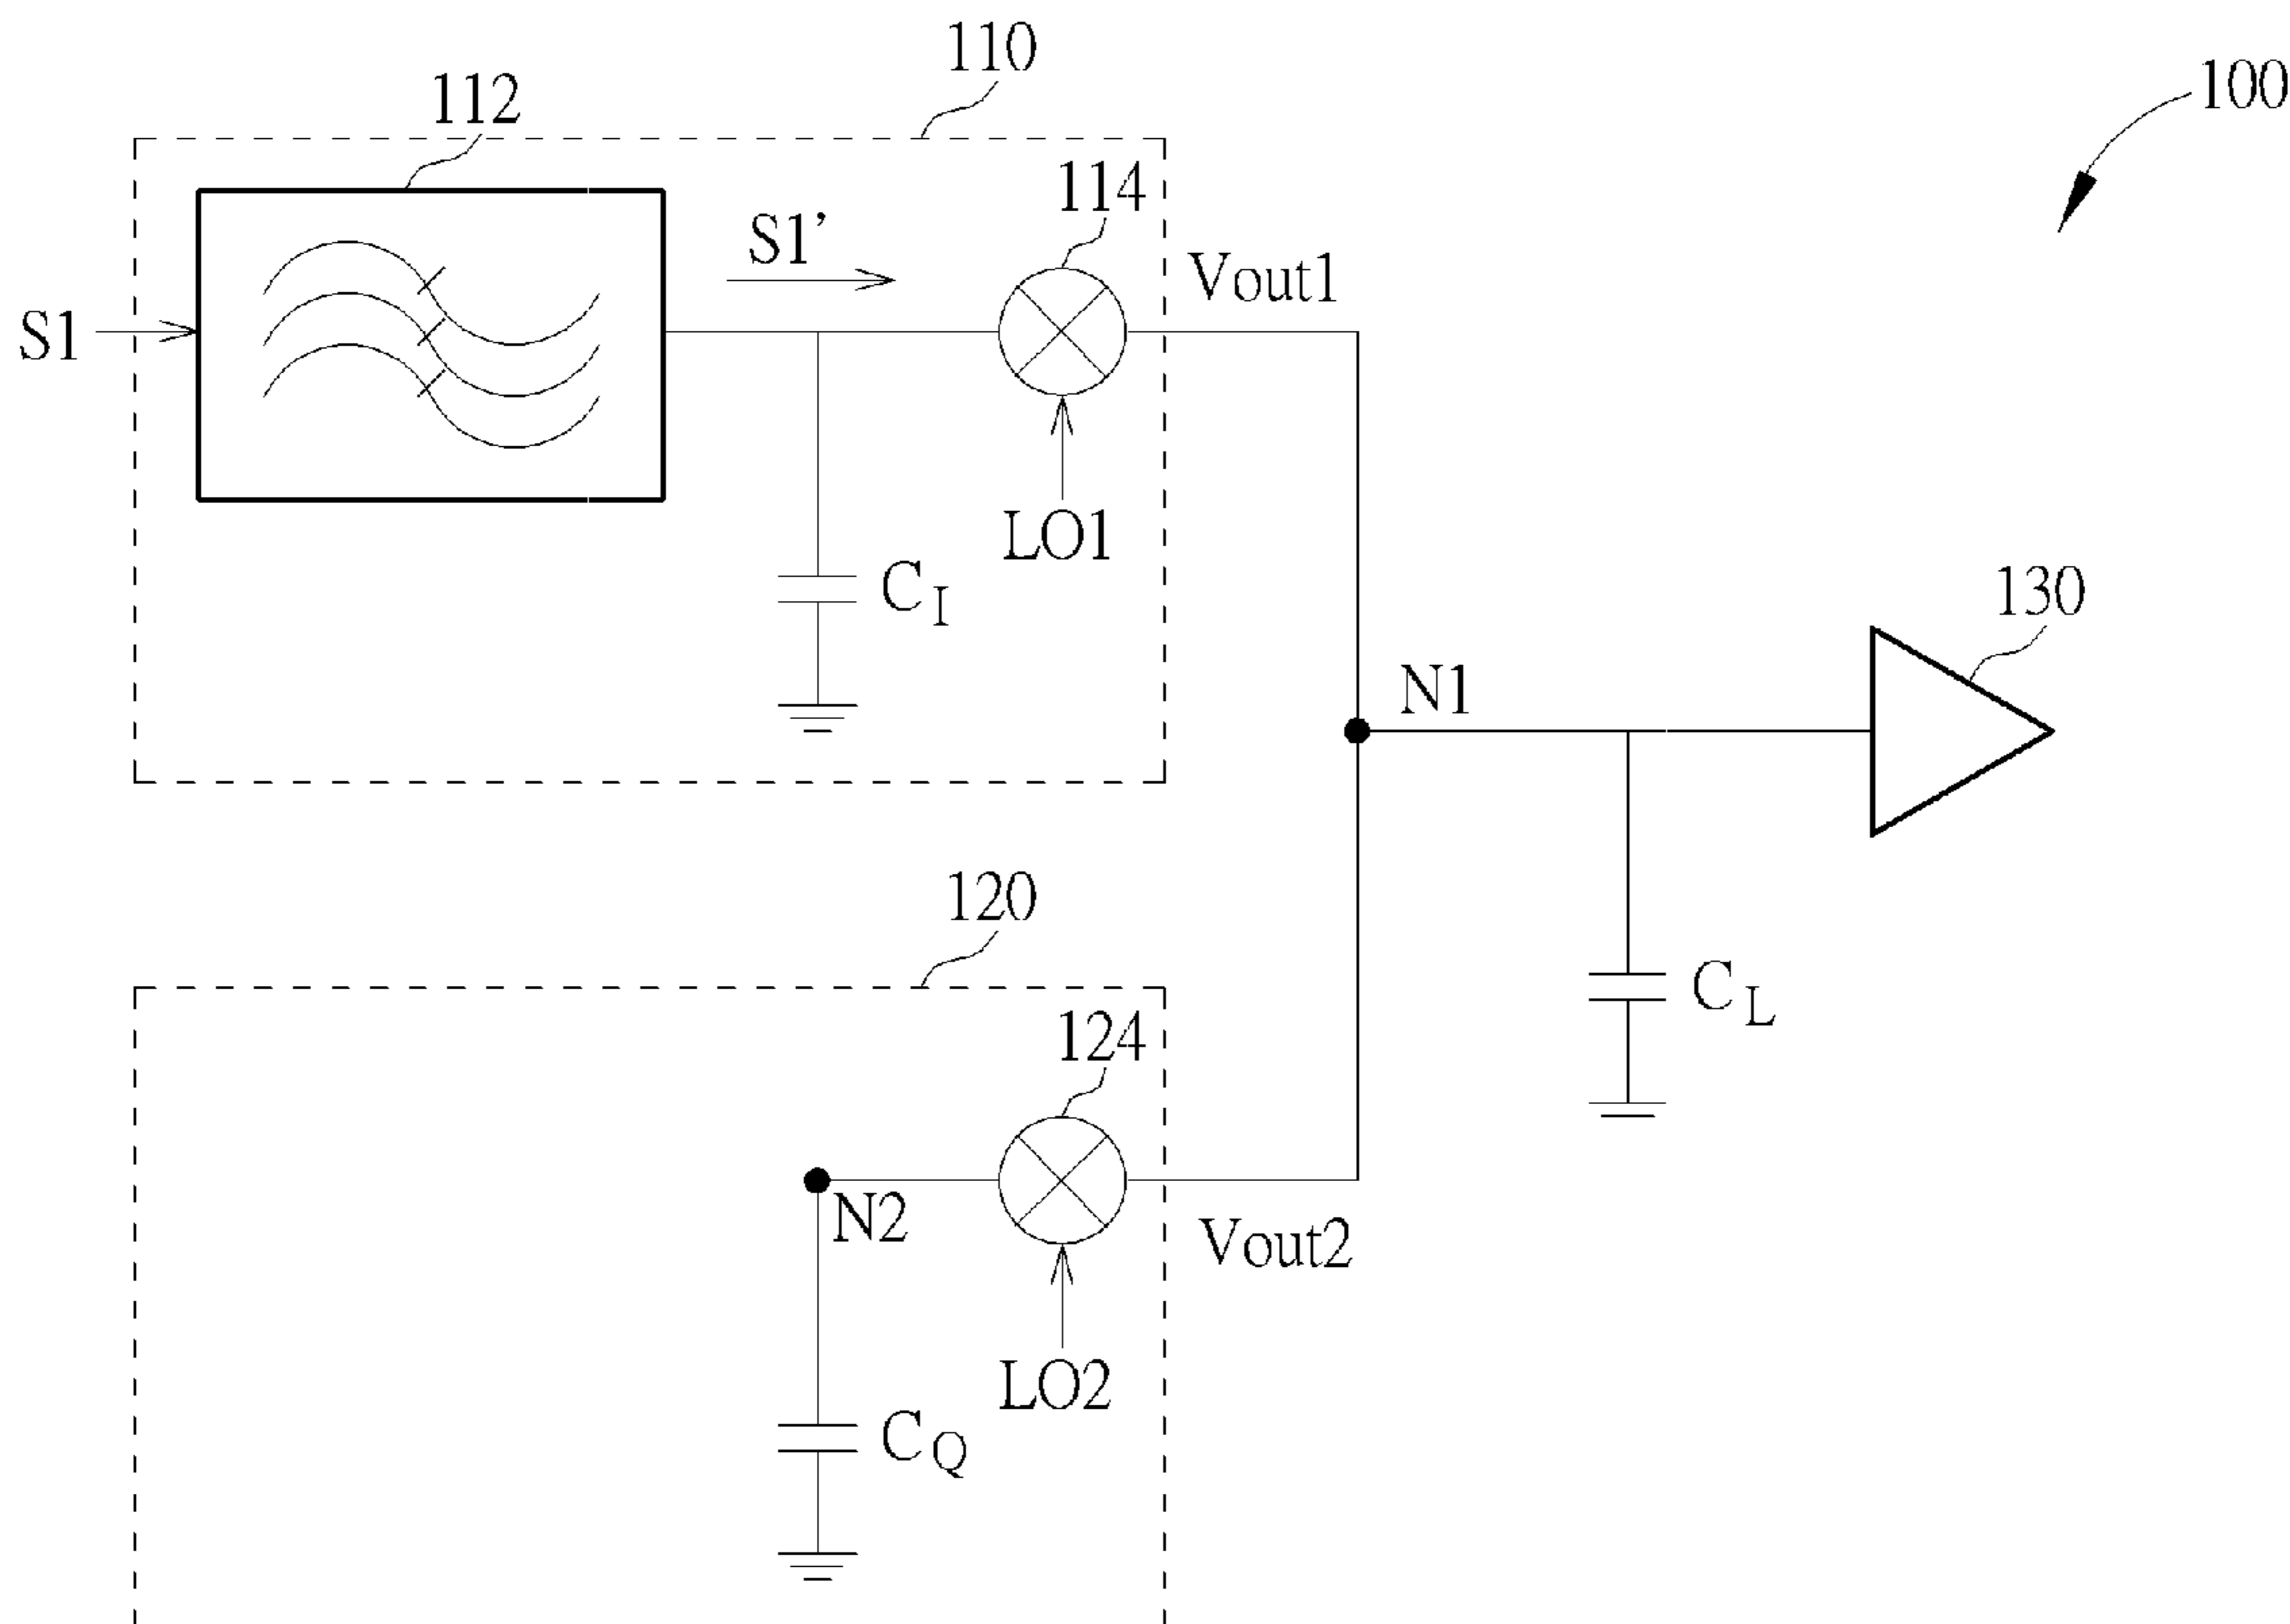 110
100
112
114
S1'
Vout1
S1
LO1
C_I
130
N1
120
C_L
124
N2
Vout2
LO2
C_Q